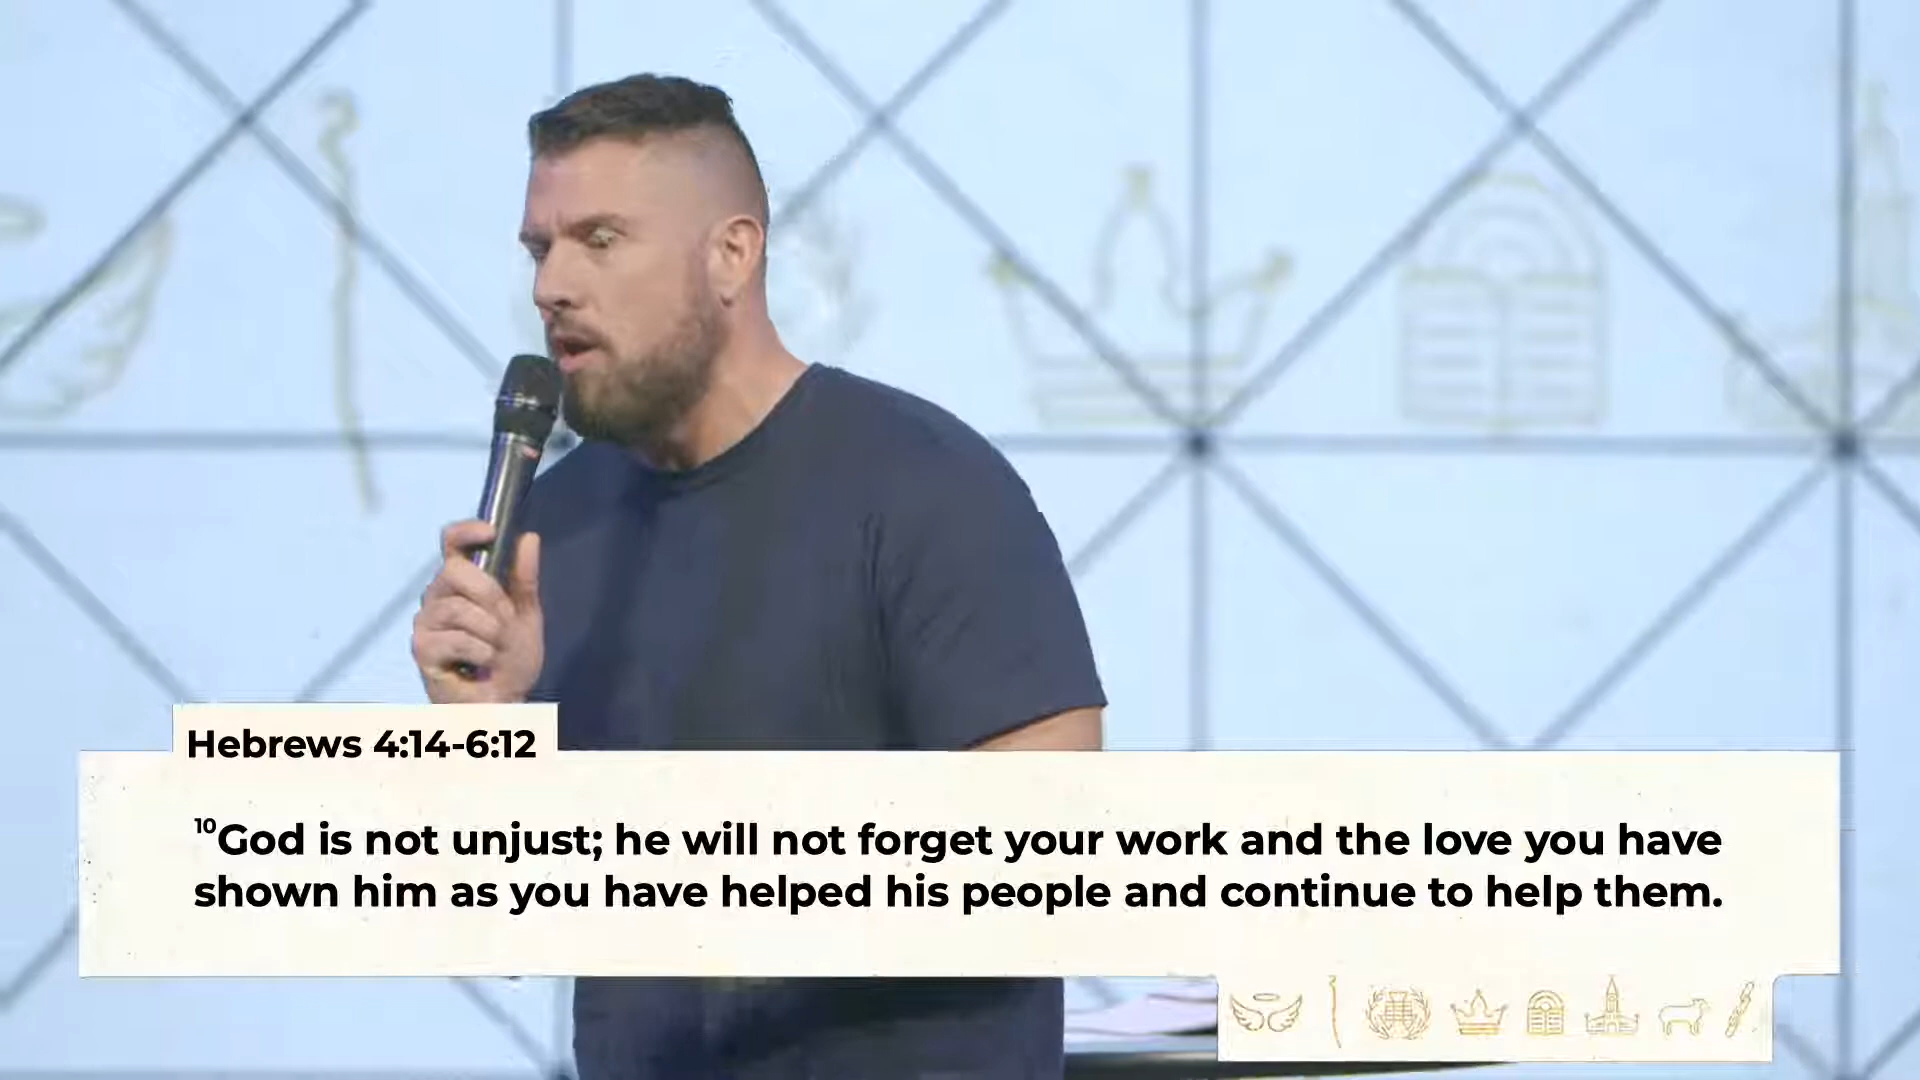 Hebrews 4:14-6:12
¹⁰God is not unjust; he will not forget your work and the love you have
shown him as you have helped his people and continue to help them.